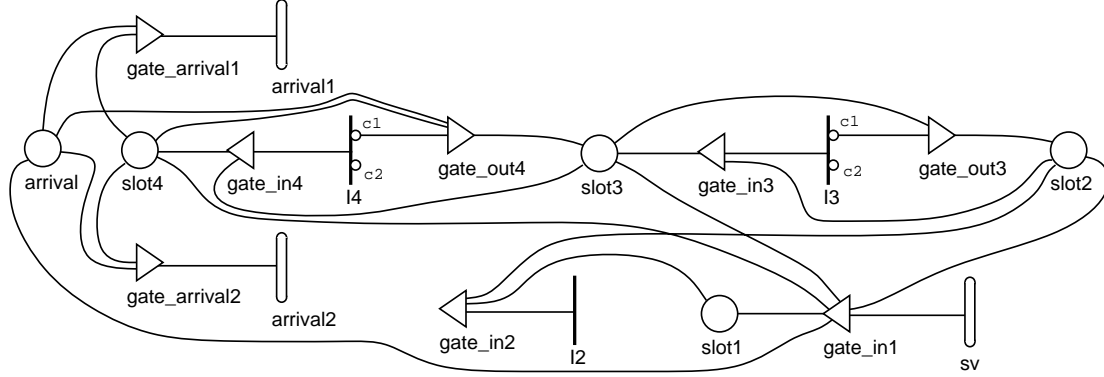 gate_arrival1
arrival1
c1
c1
arrival
slot4
gate_in4
c2
I4
gate_out4
slot3
gate_in3
c2
I3
gate_out3
slot2
gate_arrival2
arrival2
gate_in2
I2
slot1
gate_in1
sv